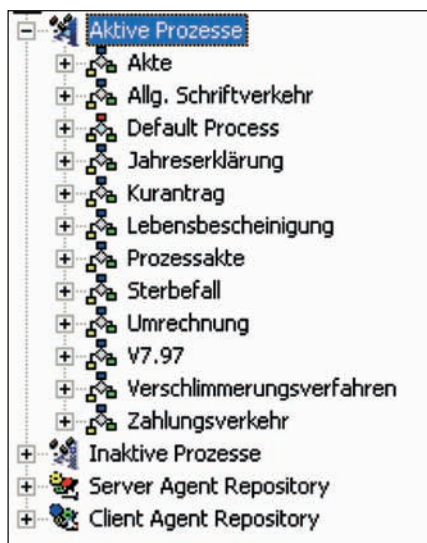 Aktive Prozesse
Akte
Allg. Schriftverkehr
Default Process
Jahreserklärung
Kurantrag
Lebensbescheinigung
Prozessakte
Sterbefall
Umrechnung
V7.97
Verschlimmerungsverfahren
Zahlungsverkehr
Inaktive Prozesse
Server Agent Repository
Client Agent Repository